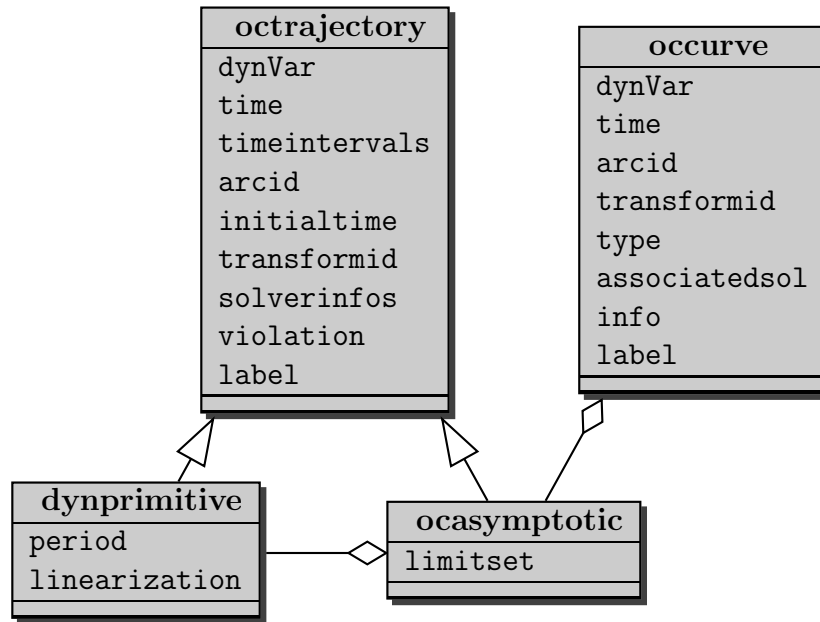 octrajectory
dynVar
time
timeintervals
arcid
initialtime
transformid
solverinfos
violation
label
occurve
dynVar
time
arcid
transformid
type
associatedsol
info
label
dynprimitive
period
linearization
ocasymptotic
limitset